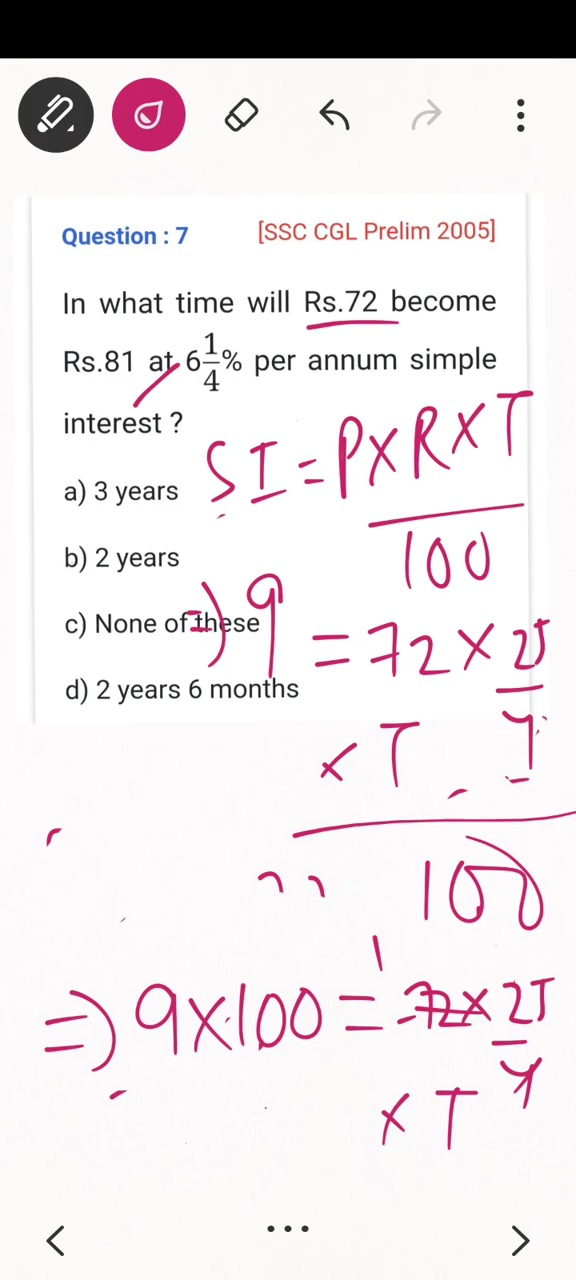 Question : 7 [SSC CGL Prelim 2005]
In what time will Rs.72 become
Rs.81 at 6 1/4% per annum simple
interest ?
SI = P X R X T
a) 3 years
100
b) 2 years
c) None of these
=) 9 = 72 X 25
d) 2 years 6 months
4
X T
100
=) 9 X 100 = 72 X 25
4
X T